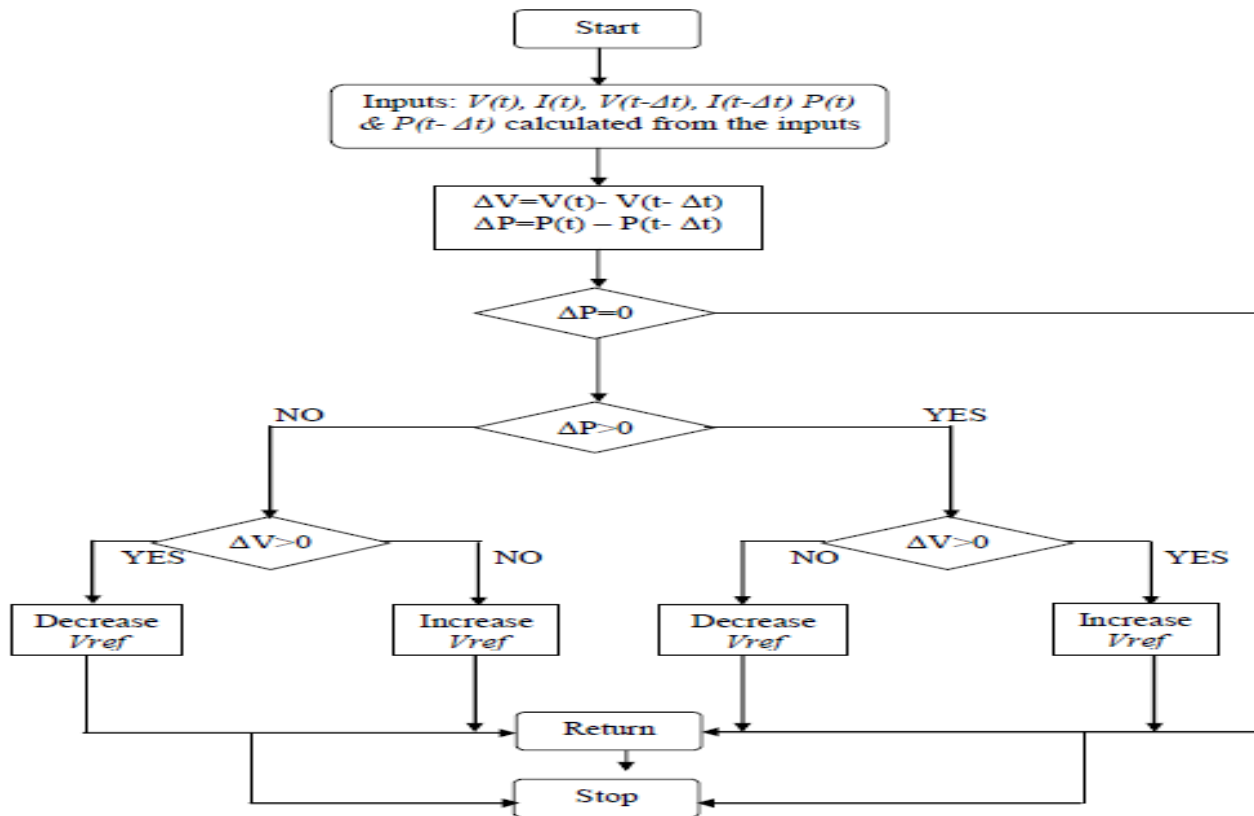 Start
Inputs: V(t), I(t), V(t-Δt), I(t-Δt) P(t)
& P(t- Δt) calculated from the inputs
ΔV=V(t)- V(t- Δt)
ΔP=P(t) – P(t- Δt)
ΔP=0
NO
ΔP>0
YES
ΔV>0
YES
NO
ΔV>0
NO
YES
Decrease
Vref
Increase
Vref
Decrease
Vref
Increase
Vref
Return
Stop